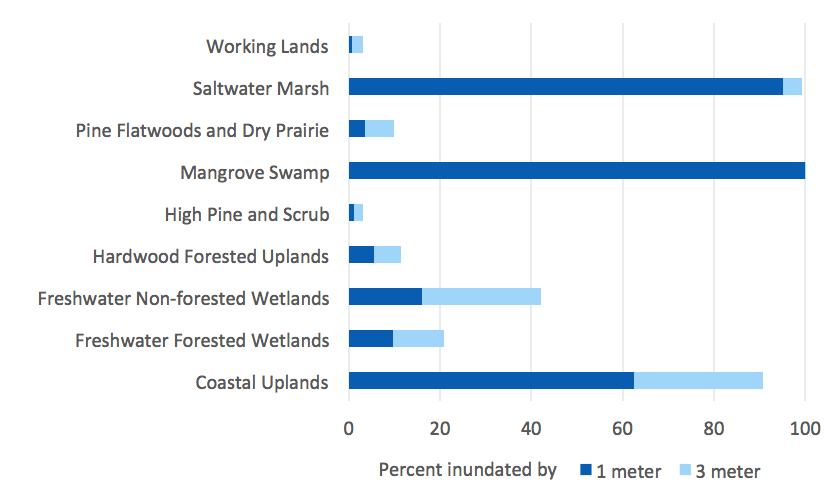 Working Lands
Saltwater Marsh
Pine Flatwoods and Dry Prairie
Mangrove Swamp
High Pine and Scrub
Hardwood Forested Uplands
Freshwater Non-forested Wetlands
Freshwater Forested Wetlands
Coastal Uplands
0 20 40 60 80 100
Percent inundated by 1 meter 3 meter